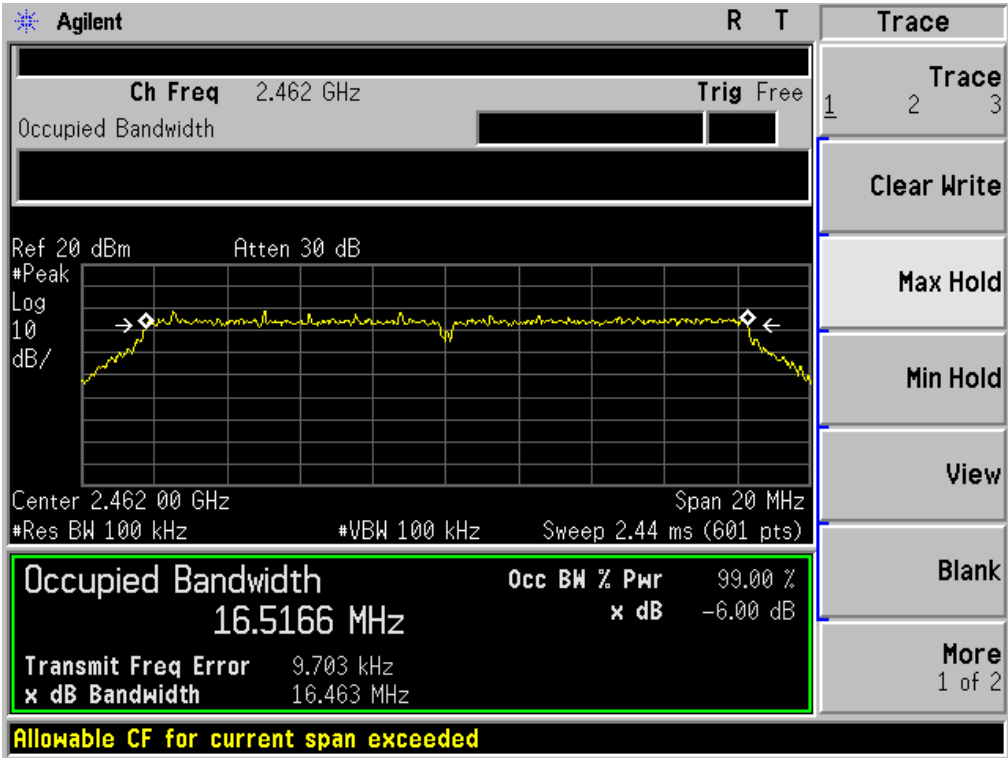 Agilent R T Trace
Ch Freq 2.462 GHz Trig Free
Occupied Bandwidth
Trace
1 2 3
Clear Write
Ref 20 dBm Atten 30 dB
#Peak
Log
10
dB/
Max Hold
Min Hold
View
Center 2.462 00 GHz Span 20 MHz
#Res BW 100 kHz #VBW 100 kHz Sweep 2.44 ms (601 pts)
Occupied Bandwidth Occ BW % Pwr 99.00 %
16.5166 MHz x dB -6.00 dB
Blank
Transmit Freq Error 9.703 kHz
x dB Bandwidth 16.463 MHz
More
1 of 2
Allowable CF for current span exceeded